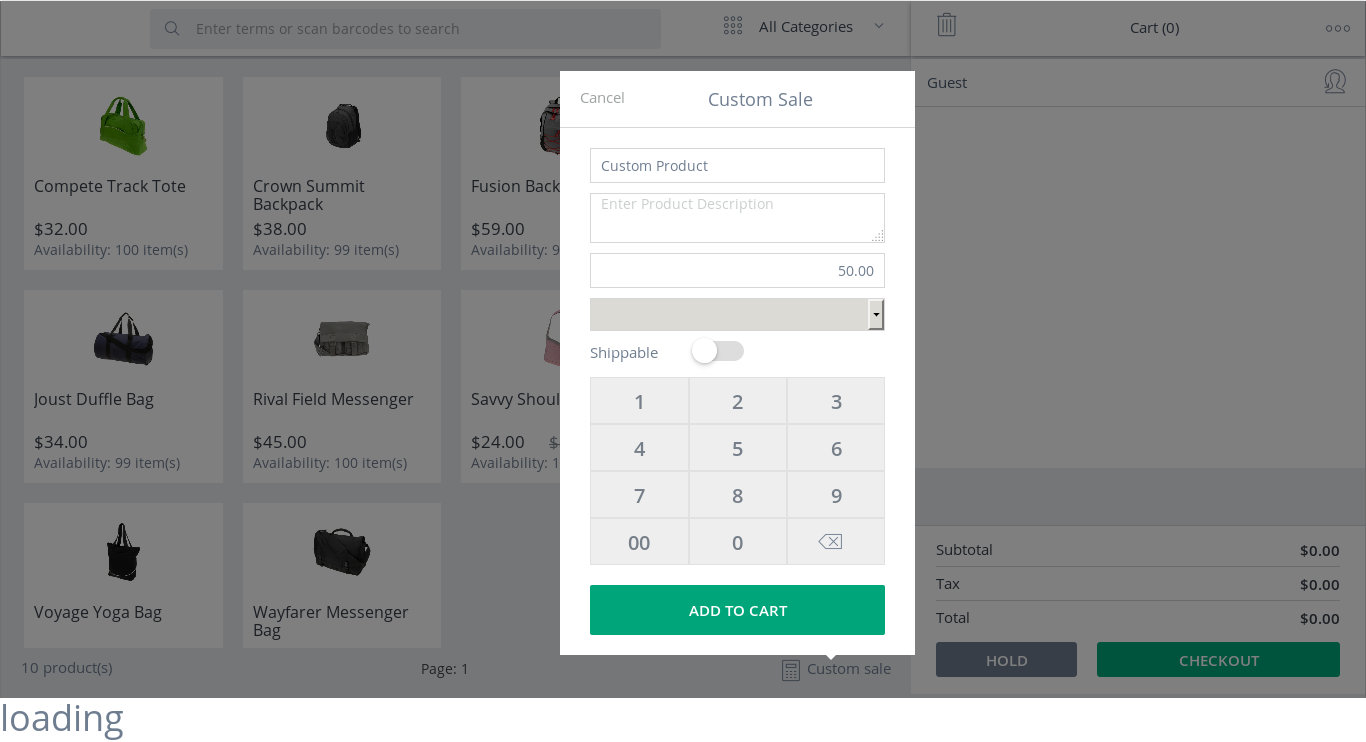 Enter terms or scan barcodes to search
All Categories
Cart (0)
Guest
Compete Track Tote
$32.00
Availability: 100 item(s)
Crown Summit
Backpack
$38.00
Availability: 99 item(s)
Fusion Back
$59.00
Availability: 9
Joust Duffle Bag
$34.00
Availability: 99 item(s)
Rival Field Messenger
$45.00
Availability: 100 item(s)
Savvy Shoul
$24.00 $
Availability: 1
Voyage Yoga Bag
Wayfarer Messenger
Bag
10 product(s)
Page: 1
Custom sale
Cancel
Custom Sale
Custom Product
Enter Product Description
50.00
Shippable
1 2 3
4 5 6
7 8 9
00 0
ADD TO CART
Subtotal $0.00
Tax $0.00
Total $0.00
HOLD
CHECKOUT
loading